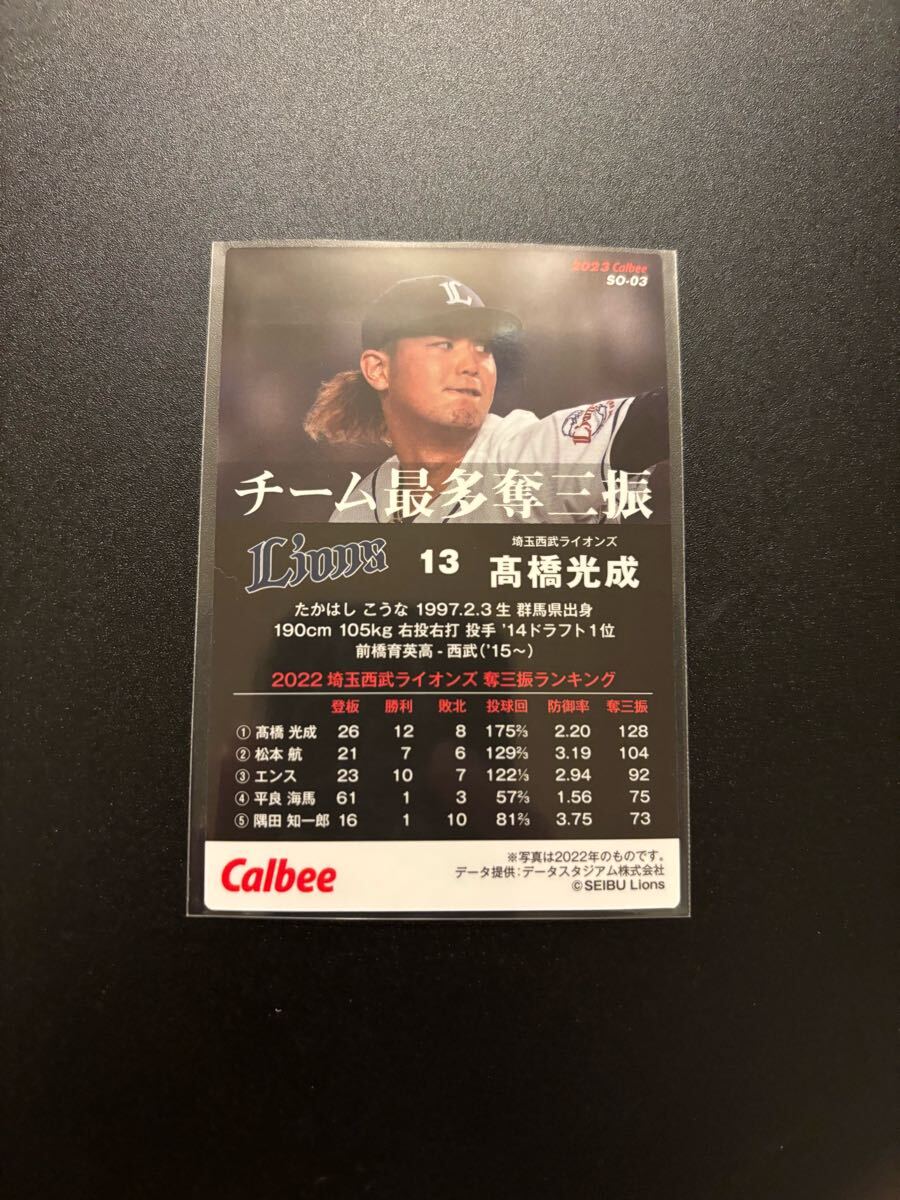 2023 Calbee
SO-03
L
Lions
チーム最多奪三振
Lions 13 埼玉西武ライオンズ
髙橋光成
たかはし こうな 1997.2.3生 群馬県出身
190cm 105kg 右投右打 投手 '14ドラフト1位
前橋育英高-西武('15〜)
2022 埼玉西武ライオンズ 奪三振ランキング
登板 勝利 敗北 投球回 防御率 奪三振
①髙橋 光成 26 12 8 175⅔ 2.20 128
②松本 航 21 7 6 129⅔ 3.19 104
③エンス 23 10 7 122⅓ 2.94 92
④平良 海馬 61 1 3 57⅔ 1.56 75
⑤隅田 知一郎 16 1 10 81⅔ 3.75 73
Calbee
※写真は2022年のものです。
データ提供:データスタジアム株式会社
©SEIBU Lions